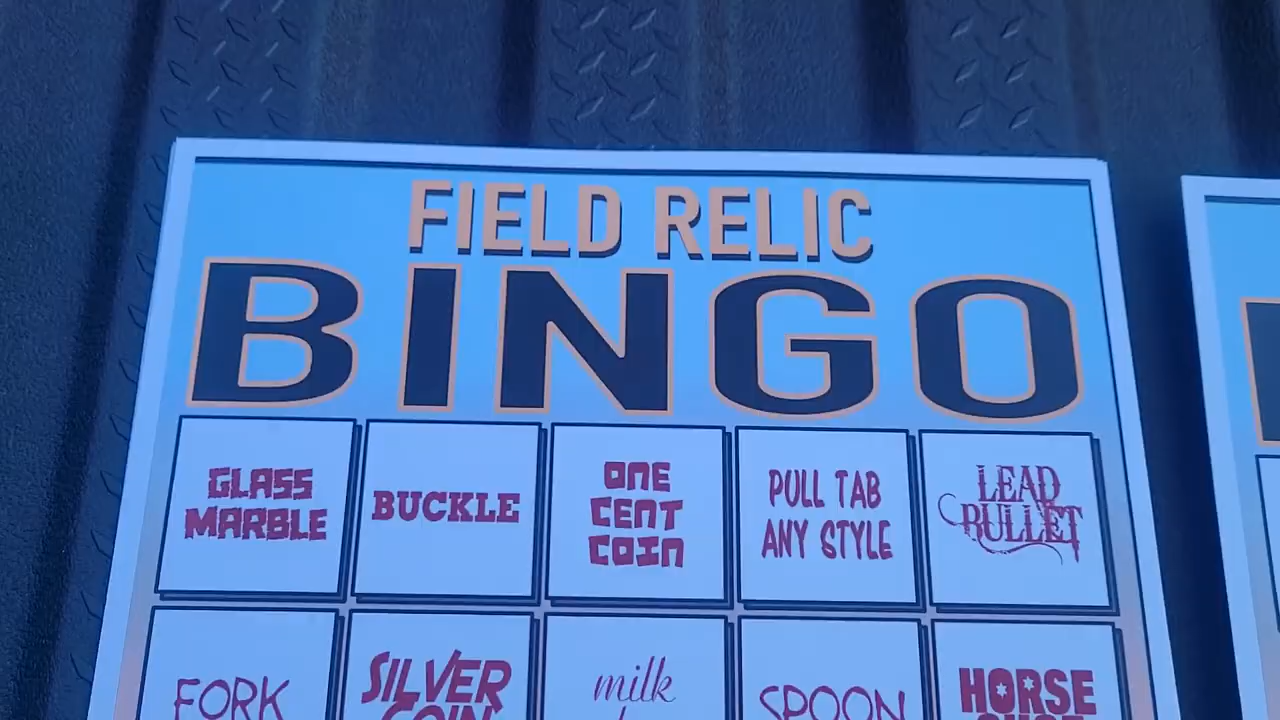 FIELD RELIC
BINGO
GLASS
MARBLE
BUCKLE
ONE
CENT
COIN
PULL TAB
ANY STYLE
LEAD
BULLET
FORK
SILVER
COIN
milk
SPOON
HORSE